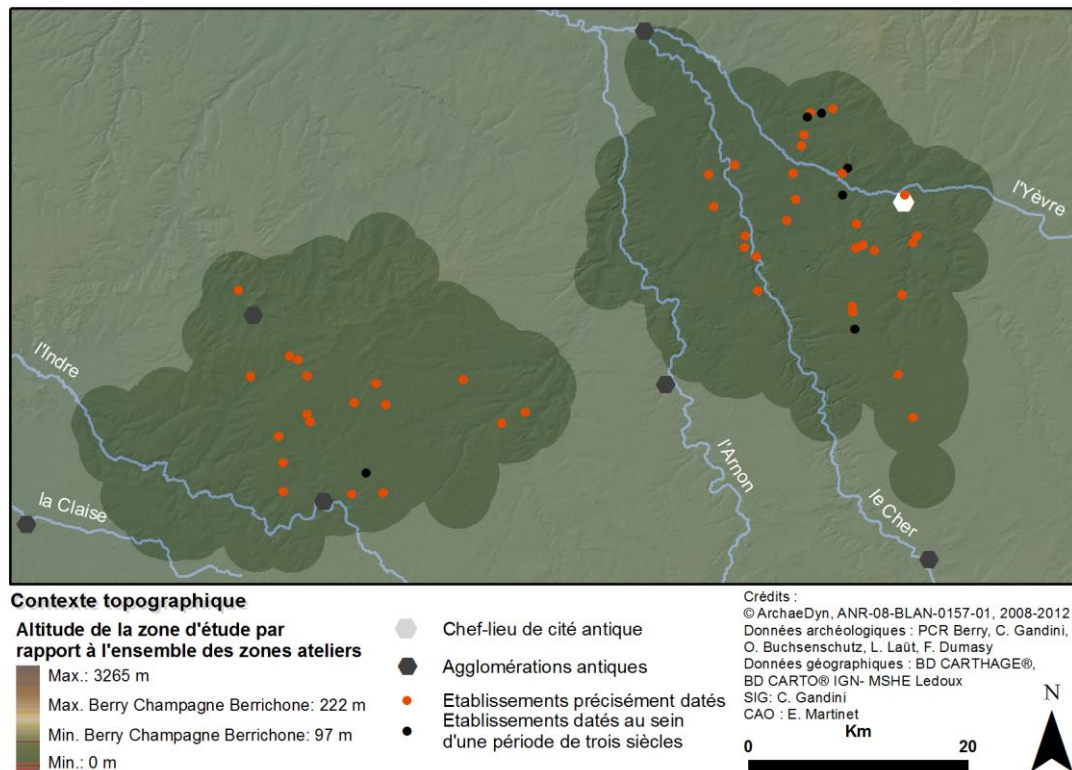 l'Yèvre
l'Indre
l'Arnon
la Claise
le Cher
Contexte topographique
Altitude de la zone d'étude par
rapport à l'ensemble des zones ateliers
Max.: 3265 m
Max. Berry Champagne Berrichone: 222 m
Min. Berry Champagne Berrichone: 97 m
Min.: 0 m
Chef-lieu de cité antique
Agglomérations antiques
Etablissements précisément datés
Etablissements datés au sein
d'une période de trois siècles
Crédits :
© ArchaeDyn, ANR-08-BLAN-0157-01, 2008-2012
Données archéologiques : PCR Berry, C. Gandini,
O. Buchsenschutz, L. Laüt, F. Dumasy
Données géographiques : BD CARTHAGE®,
BD CARTO® IGN- MSHE Ledoux
SIG: C. Gandini
CAO : E. Martinet
Km
0 20
N